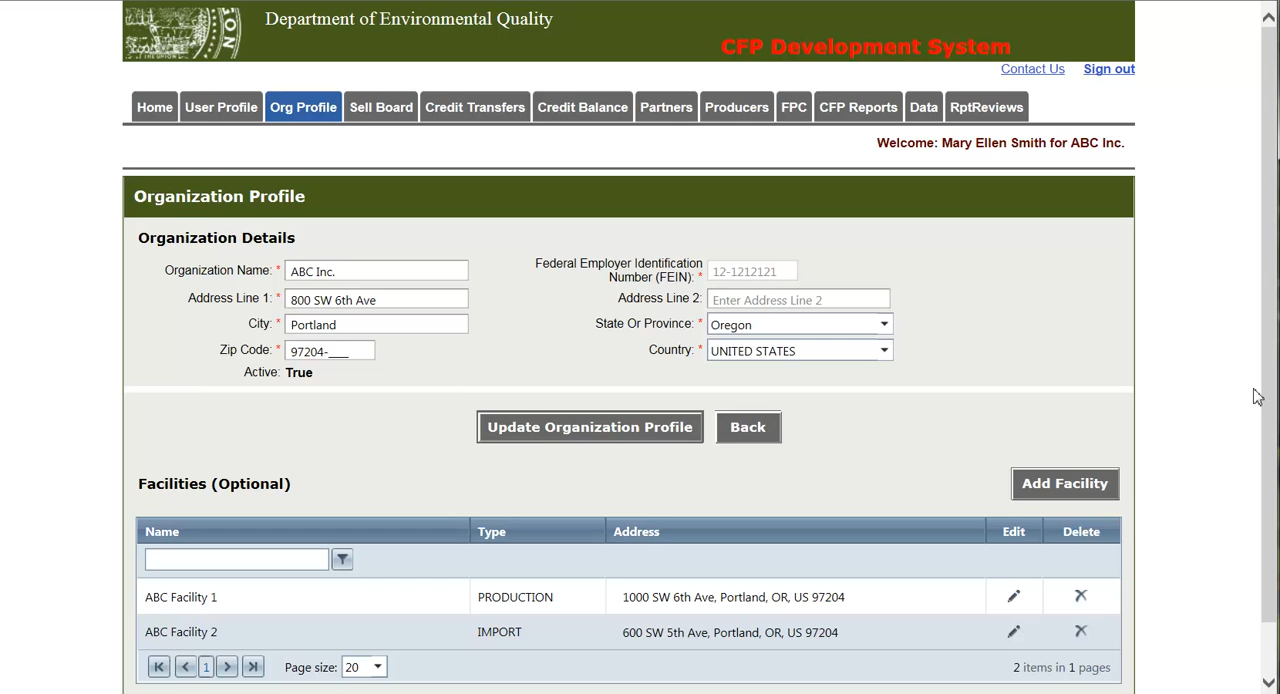 Department of Environmental Quality
CFP Development System
Contact Us Sign out
Home User Profile Org Profile Sell Board Credit Transfers Credit Balance Partners Producers FPC CFP Reports Data RptReviews
Welcome: Mary Ellen Smith for ABC Inc.
Organization Profile
Organization Details
Organization Name: * ABC Inc. Federal Employer Identification Number (FEIN): * 12-1212121
Address Line 1: * 800 SW 6th Ave Address Line 2: Enter Address Line 2
City: * Portland State Or Province: * Oregon
Zip Code: * 97204-____ Country: * UNITED STATES
Active: True
Update Organization Profile Back
Facilities (Optional) Add Facility
Name Type Address Edit Delete
ABC Facility 1 PRODUCTION 1000 SW 6th Ave, Portland, OR, US 97204
ABC Facility 2 IMPORT 600 SW 5th Ave, Portland, OR, US 97204
1 Page size: 20 2 items in 1 pages